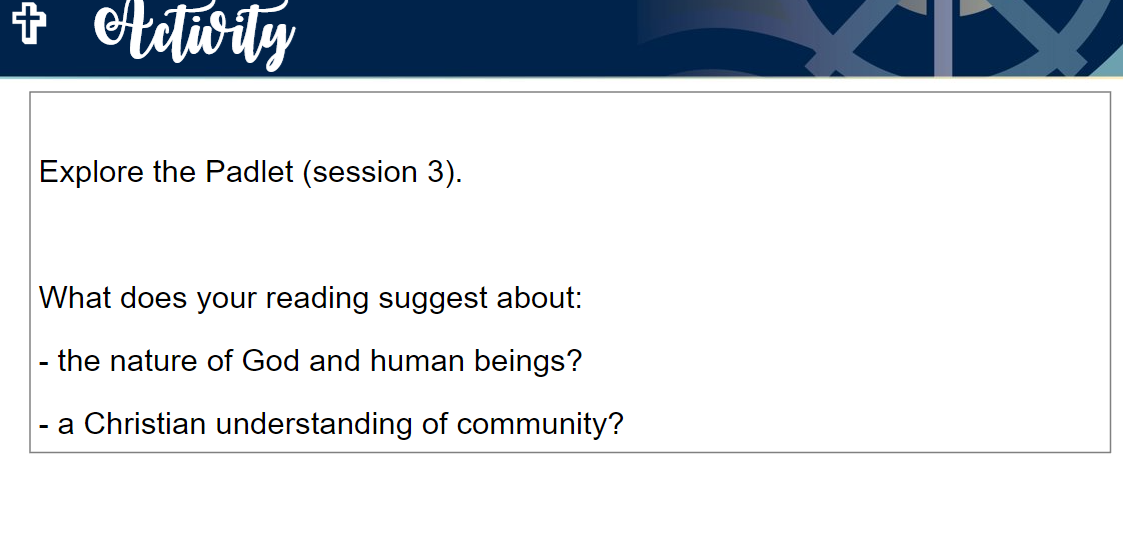 Activity
Explore the Padlet (session 3).
What does your reading suggest about:
- the nature of God and human beings?
- a Christian understanding of community?